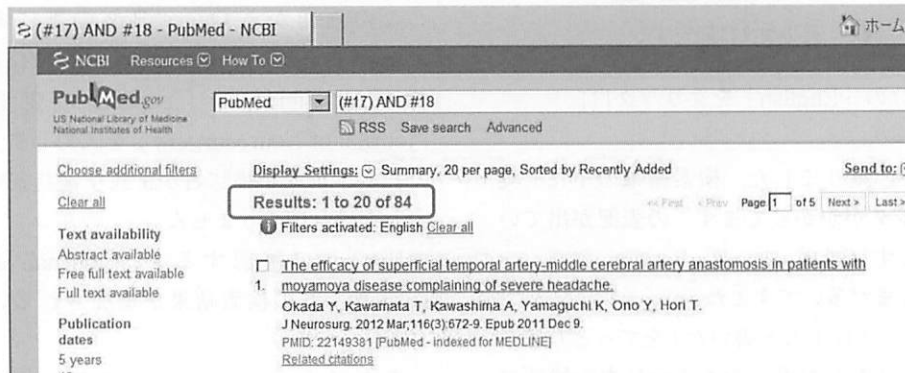 (#17) AND #18 - PubMed - NCBI
ホーム
NCBI Resources How To
PubMed.gov
US National Library of Medicine
National Institutes of Health
PubMed (#17) AND #18
RSS Save search Advanced
Choose additional filters
Clear all
Text availability
Abstract available
Free full text available
Full text available
Publication
dates
5 years
Display Settings: Summary, 20 per page, Sorted by Recently Added
Send to:
Results: 1 to 20 of 84
<< First < Prev Page 1 of 5 Next > Last >
Filters activated: English Clear all
The efficacy of superficial temporal artery-middle cerebral artery anastomosis in patients with
1. moyamoya disease complaining of severe headache.
Okada Y, Kawamata T, Kawashima A, Yamaguchi K, Ono Y, Hori T.
J Neurosurg. 2012 Mar;116(3):672-9. Epub 2011 Dec 9.
PMID: 22149381 [PubMed - indexed for MEDLINE]
Related citations